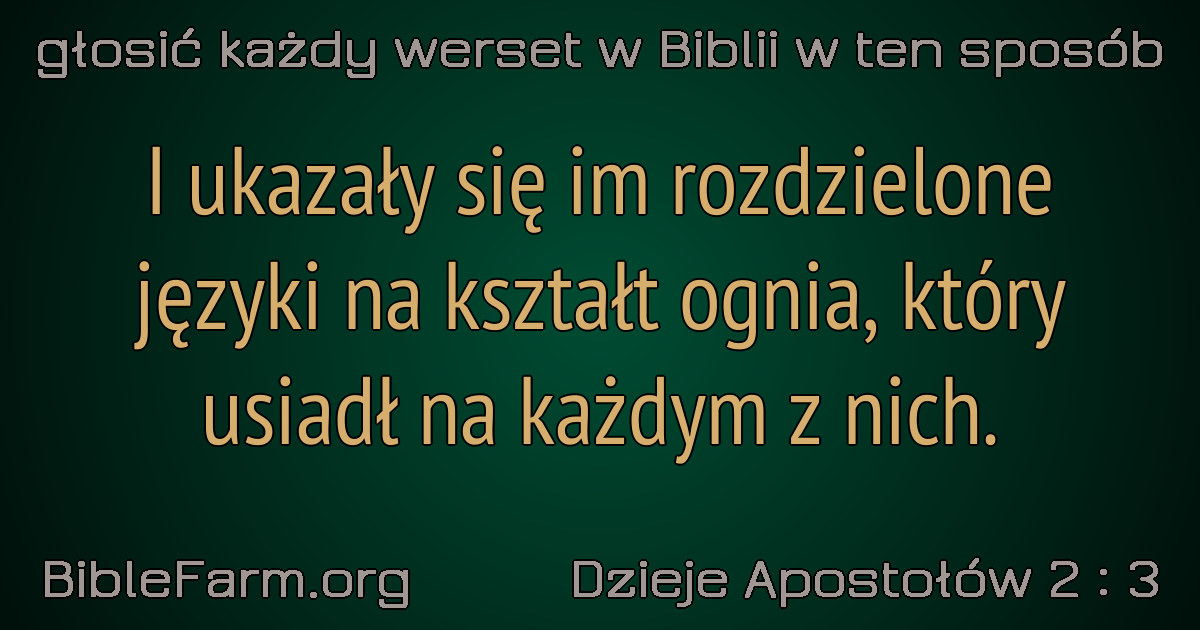 głosić każdy werset w Biblii w ten sposób
I ukazały się im rozdzielone
języki na kształt ognia, który
usiadł na każdym z nich.
BibleFarm.org
Dzieje Apostołów 2 : 3